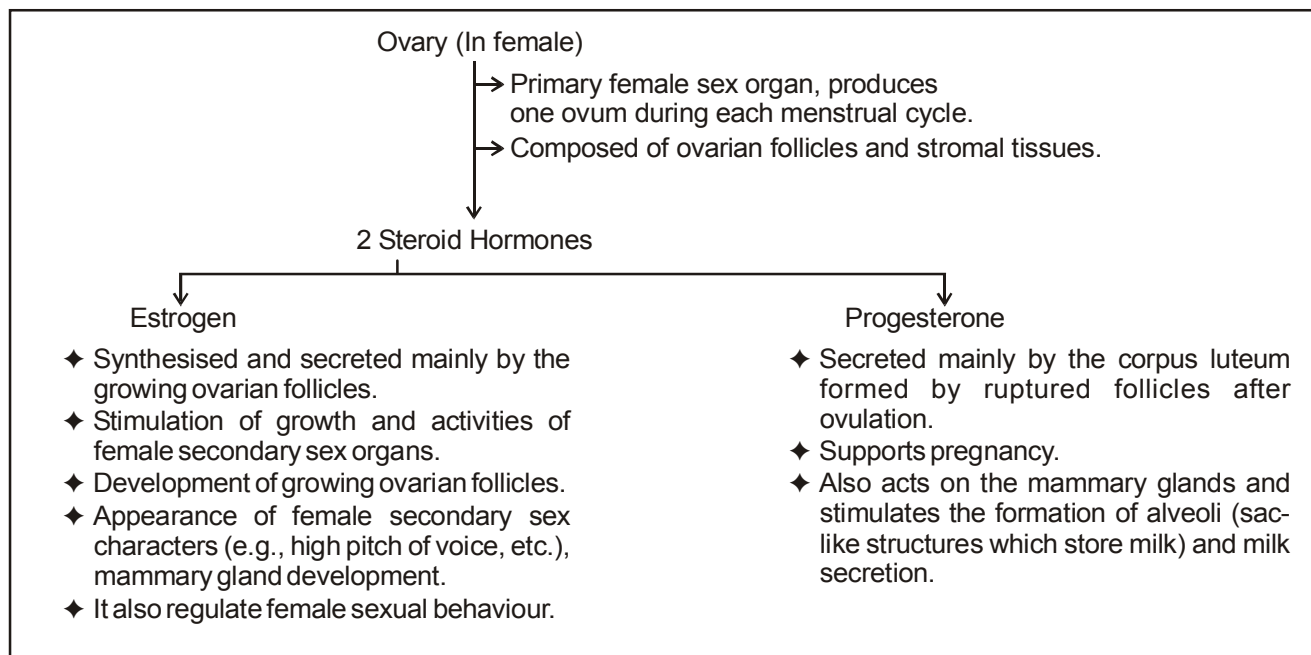 Ovary (In female)
Primary female sex organ, produces
one ovum during each menstrual cycle.
Composed of ovarian follicles and stromal tissues.
2 Steroid Hormones
Estrogen
✦ Synthesised and secreted mainly by the
growing ovarian follicles.
✦ Stimulation of growth and activities of
female secondary sex organs.
✦ Development of growing ovarian follicles.
✦ Appearance of female secondary sex
characters (e.g., high pitch of voice, etc.),
mammary gland development.
✦ It also regulate female sexual behaviour.
Progesterone
✦ Secreted mainly by the corpus luteum
formed by ruptured follicles after
ovulation.
✦ Supports pregnancy.
✦ Also acts on the mammary glands and
stimulates the formation of alveoli (sac-
like structures which store milk) and milk
secretion.